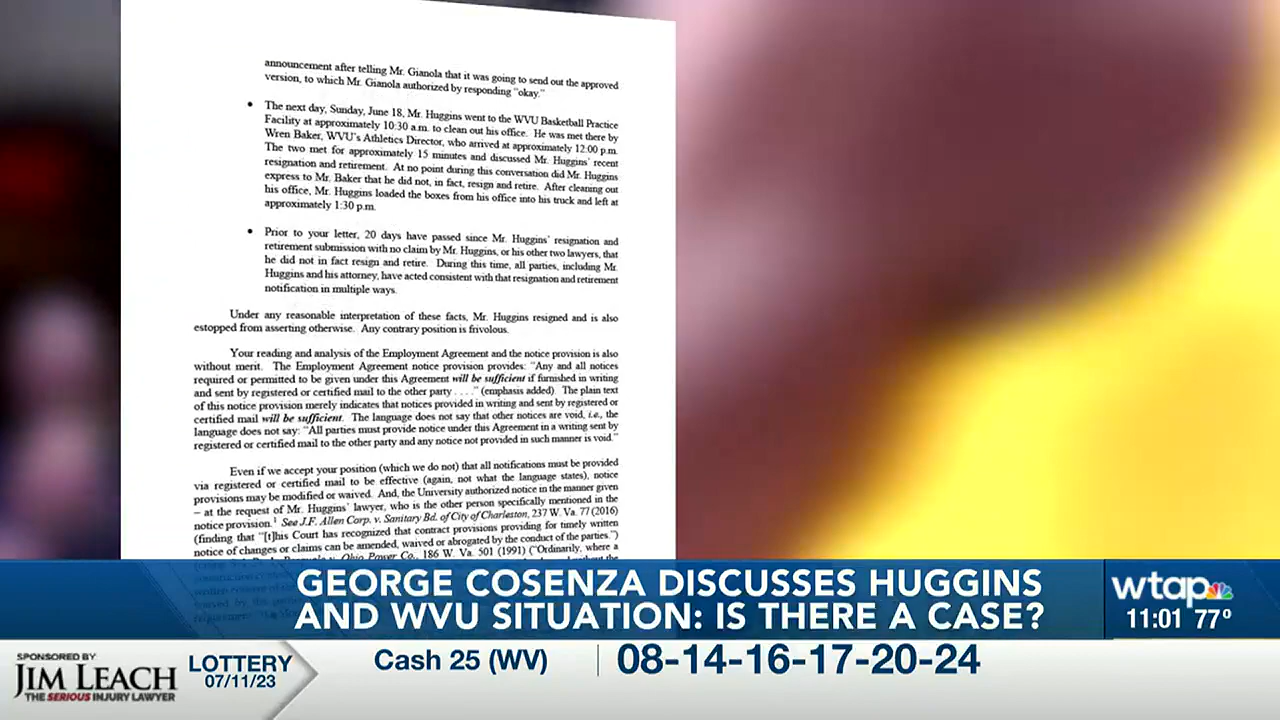 announcement after telling Mr. Gianola that it was going to send out the approved
version, to which Mr. Gianola authorized by responding "okay."
• The next day, Sunday, June 18, Mr. Huggins went to the WVU Basketball Practice
Facility at approximately 10:30 a.m. to clean out his office. He was met there by
Wren Baker, WVU's Athletics Director, who arrived at approximately 12:00 p.m.
The two met for approximately 15 minutes and discussed Mr. Huggins' recent
resignation and retirement. At no point during this conversation did Mr. Huggins
express to Mr. Baker that he did not, in fact, resign and retire. After cleaning out
his office, Mr. Huggins loaded the boxes from his office into his truck and left at
approximately 1:30 p.m.
• Prior to your letter, 20 days have passed since Mr. Huggins' resignation and
retirement submission with no claim by Mr. Huggins, or his other two lawyers, that
he did not in fact resign and retire. During this time, all parties, including Mr.
Huggins and his attorney, have acted consistent with that resignation and retirement
notification in multiple ways.
Under any reasonable interpretation of these facts, Mr. Huggins resigned and is also
estopped from asserting otherwise. Any contrary position is frivolous.
Your reading and analysis of the Employment Agreement and the notice provision is also
without merit. The Employment Agreement notice provision provides: "Any and all notices
required or permitted to be given under this Agreement will be sufficient if furnished in writing
and sent by registered or certified mail to the other party . . . ." (emphasis added). The plain text
of this notice provision merely indicates that notices provided in writing and sent by registered or
certified mail will be sufficient. The language does not say that other notices are void, i.e., the
language does not say: "All parties must provide notice under this Agreement in a writing sent by
registered or certified mail to the other party and any notice not provided in such manner is void."
Even if we accept your position (which we do not) that all notifications must be provided
via registered or certified mail to be effective (again, not what the language states), notice
provisions may be modified or waived. And, the University authorized notice in the manner given
– at the request of Mr. Huggins' lawyer, who is the other person specifically mentioned in the
notice provision.1 See J.F. Allen Corp. v. Sanitary Bd. of City of Charleston, 237 W. Va. 77 (2016)
(finding that "[t]his Court has recognized that contract provisions providing for timely written
notice of changes or claims can be amended, waived or abrogated by the conduct of the parties.")
v. Ohio Power Co., 186 W. Va. 501 (1991) ("Ordinarily, where a
GEORGE COSENZA DISCUSSES HUGGINS
AND WVU SITUATION: IS THERE A CASE?
wtap
11:01 77°
SPONSORED BY
JIM LEACH
THE SERIOUS INJURY LAWYER
LOTTERY
07/11/23
Cash 25 (WV)
08-14-16-17-20-24